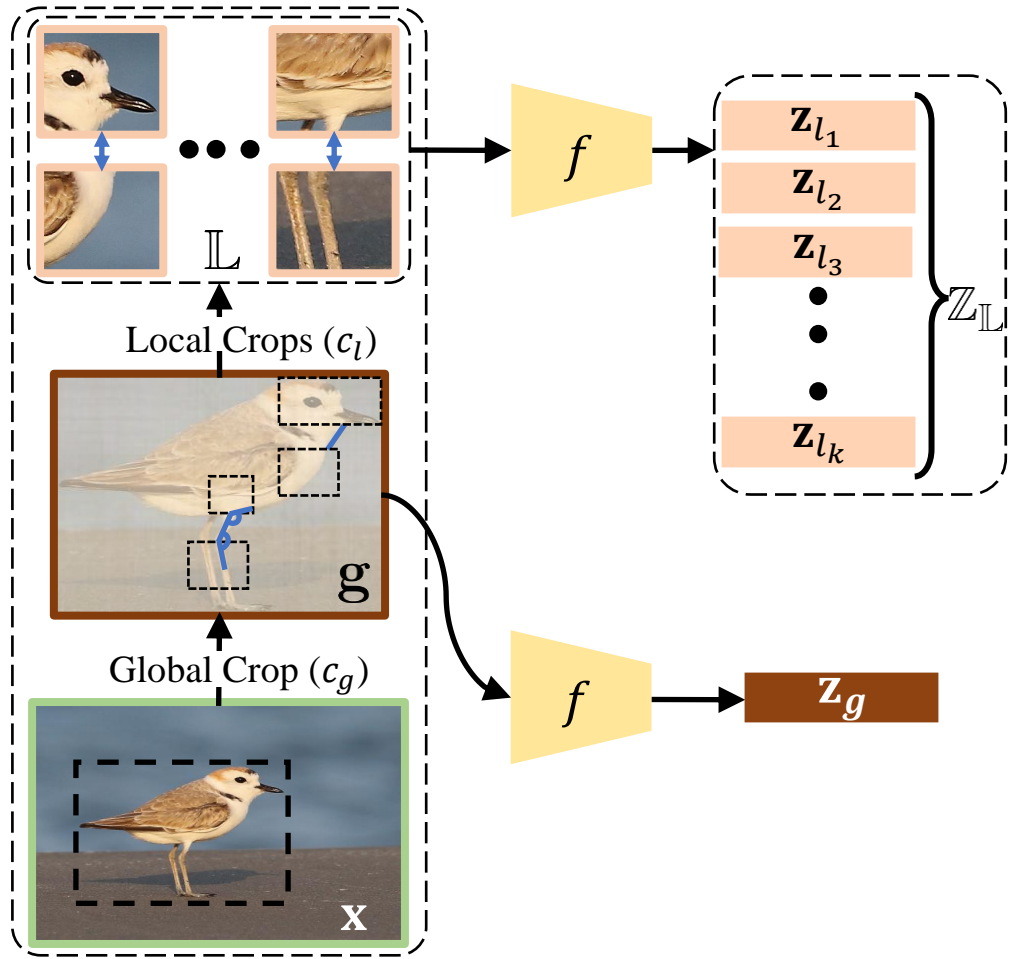 𝕃
f
𝐳_{l_1}
𝐳_{l_2}
𝐳_{l_3}
𝐳_{l_k}
ℤ_𝕃
Local Crops (c_l)
g
Global Crop (c_g)
f
𝐳_𝒈
x